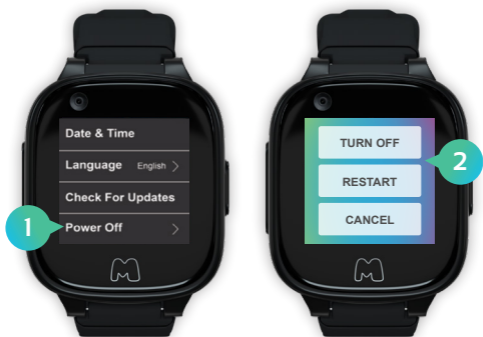 Date & Time
Language English
Check For Updates
1
Power Off
M
TURN OFF
2
RESTART
CANCEL
M